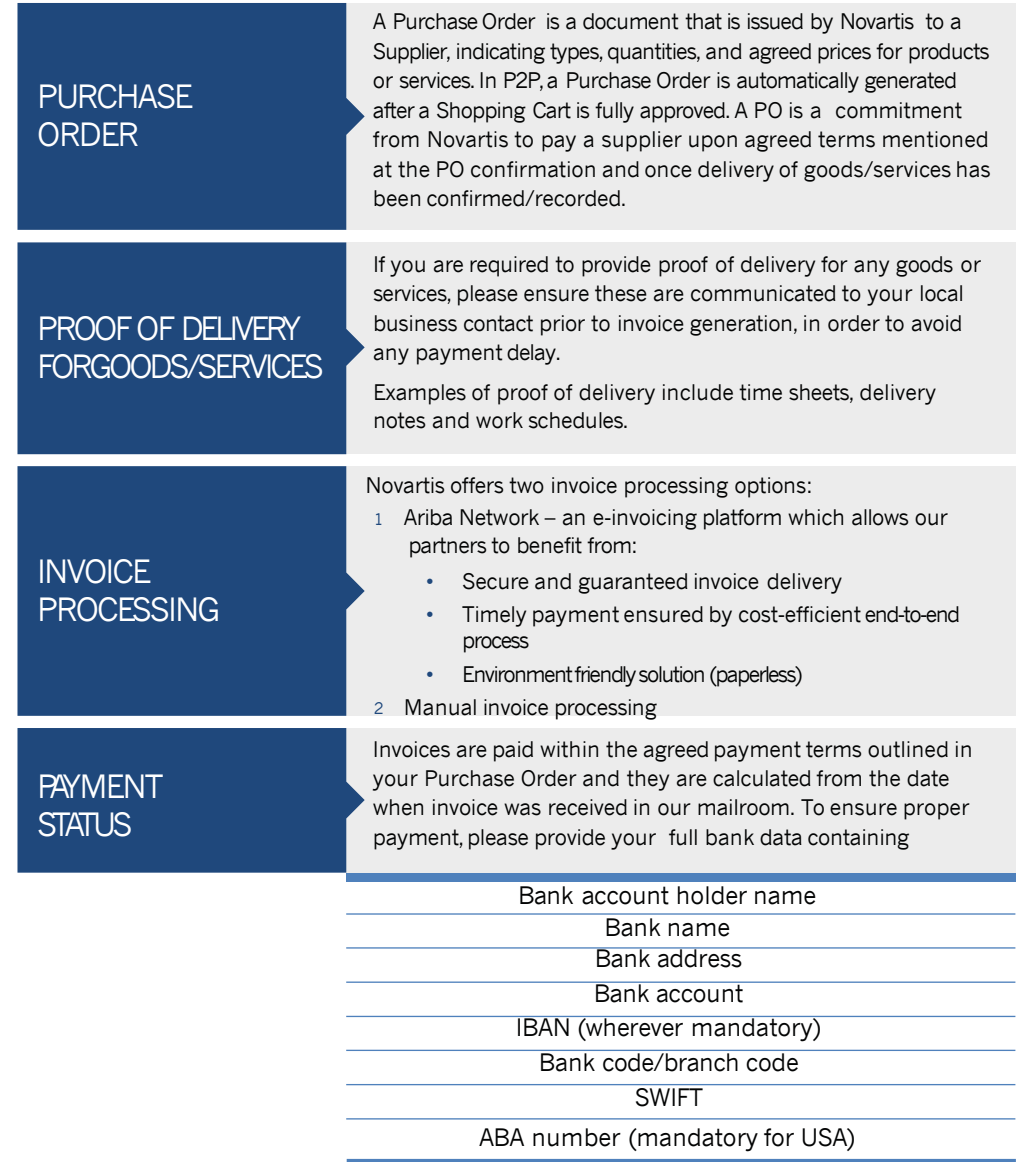 PURCHASE
ORDER
A Purchase Order is a document that is issued by Novartis to a
Supplier, indicating types, quantities, and agreed prices for products
or services. In P2P, a Purchase Order is automatically generated
after a Shopping Cart is fully approved. A PO is a commitment
from Novartis to pay a supplier upon agreed terms mentioned
at the PO confirmation and once delivery of goods/services has
been confirmed/recorded.
PROOF OF DELIVERY
FORGOODS/SERVICES
If you are required to provide proof of delivery for any goods or
services, please ensure these are communicated to your local
business contact prior to invoice generation, in order to avoid
any payment delay.
Examples of proof of delivery include time sheets, delivery
notes and work schedules.
INVOICE
PROCESSING
Novartis offers two invoice processing options:
1 Ariba Network – an e-invoicing platform which allows our
partners to benefit from:
• Secure and guaranteed invoice delivery
• Timely payment ensured by cost-efficient end-to-end
process
• Environment friendly solution (paperless)
2 Manual invoice processing
PAYMENT
STATUS
Invoices are paid within the agreed payment terms outlined in
your Purchase Order and they are calculated from the date
when invoice was received in our mailroom. To ensure proper
payment, please provide your full bank data containing
Bank account holder name
Bank name
Bank address
Bank account
IBAN (wherever mandatory)
Bank code/branch code
SWIFT
ABA number (mandatory for USA)